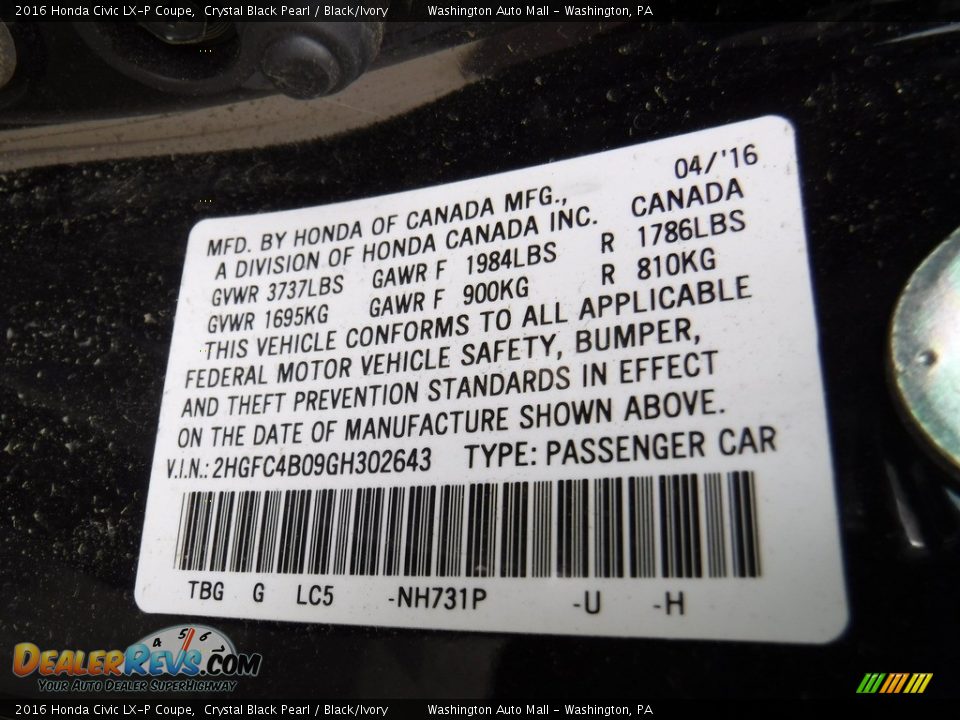 2016 Honda Civic LX-P Coupe, Crystal Black Pearl / Black/Ivory Washington Auto Mall - Washington, PA
04/'16
MFD. BY HONDA OF CANADA MFG., CANADA
A DIVISION OF HONDA CANADA INC.
GVWR 3737LBS GAWR F 1984LBS R 1786LBS
GVWR 1695KG GAWR F 900KG R 810KG
THIS VEHICLE CONFORMS TO ALL APPLICABLE
FEDERAL MOTOR VEHICLE SAFETY, BUMPER,
AND THEFT PREVENTION STANDARDS IN EFFECT
ON THE DATE OF MANUFACTURE SHOWN ABOVE.
V.I.N.: 2HGFC4B09GH302643 TYPE: PASSENGER CAR
TBG G LC5 -NH731P -U -H
4 5 6
DealerRevs.com
Your Auto Dealer SuperHighway
2016 Honda Civic LX-P Coupe, Crystal Black Pearl / Black/Ivory Washington Auto Mall - Washington, PA